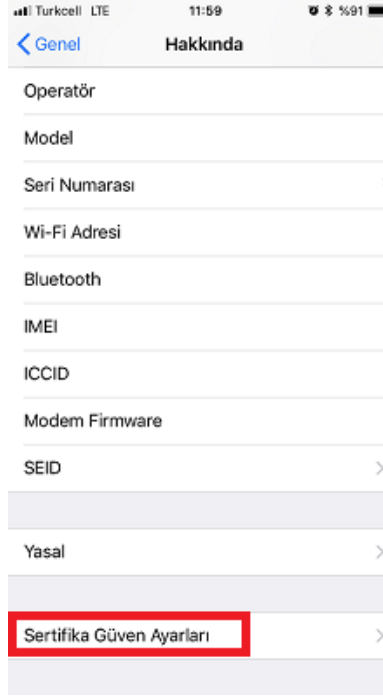 Turkcell LTE 11:59 %91
Genel Hakkında
Operatör
Model
Seri Numarası
Wi-Fi Adresi
Bluetooth
IMEI
ICCID
Modem Firmware
SEID
Yasal
Sertifika Güven Ayarları